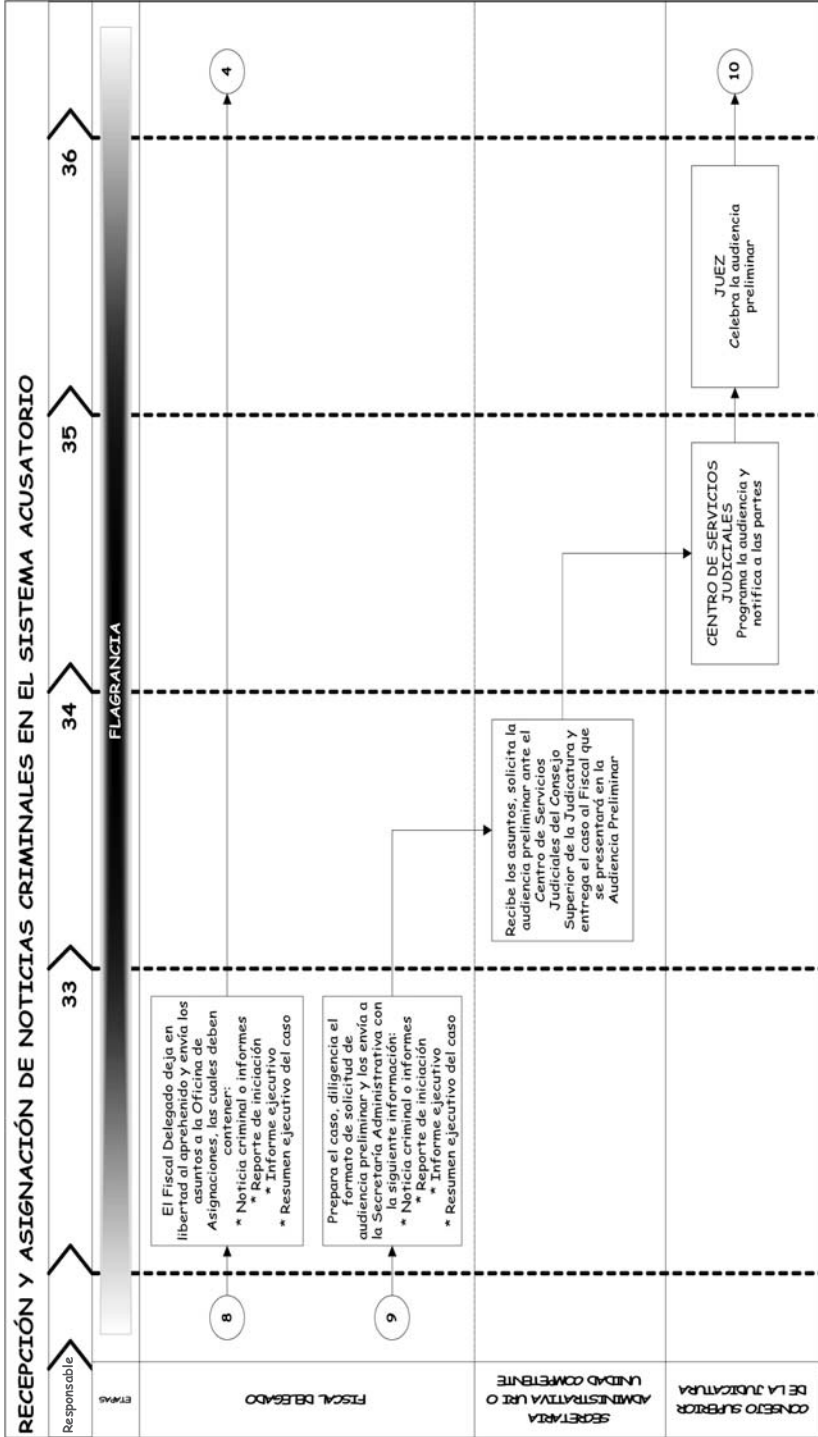 RECEPCIÓN Y ASIGNACIÓN DE NOTICIAS CRIMINALES EN EL SISTEMA ACUSATORIO
Responsable
33
34
35
36
ETAPAS
FLAGRANCIA
FISCAL DELEGADO
8
El Fiscal Delegado deja en
libertad al aprehendido y envía los
asuntos a la Oficina de
Asignaciones, las cuales deben
contener:
* Noticia criminal o informes
* Reporte de iniciación
* Informe ejecutivo
* Resumen ejecutivo del caso
4
9
Prepara el caso, diligencia el
formato de solicitud de
audiencia preliminar y los envía a
la Secretaría Administrativa con
la siguiente información:
* Noticia criminal o informes
* Reporte de iniciación
* Informe ejecutivo
* Resumen ejecutivo del caso
SECRETARIA
ADMINISTRATIVA URI O
UNIDAD COMPETENTE
Recibe los asuntos, solicita la
audiencia preliminar ante el
Centro de Servicios
Judiciales del Consejo
Superior de la Judicatura y
entrega el caso al Fiscal que
se presentará en la
Audiencia Preliminar
CONSEJO SUPERIOR
DE LA JUDICATURA
CENTRO DE SERVICIOS
JUDICIALES
Programa la audiencia y
notifica a las partes
JUEZ
Celebra la audiencia
preliminar
10